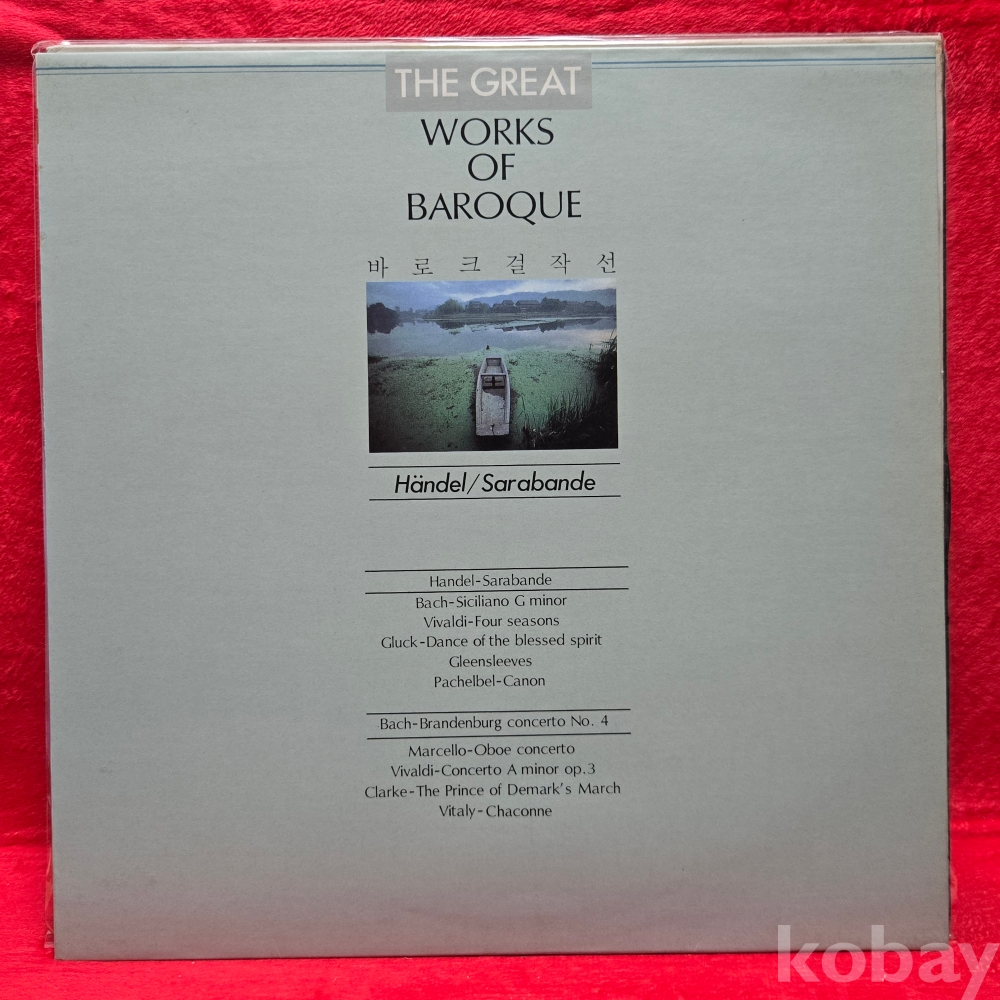 THE GREAT
WORKS
OF
BAROQUE
바로크걸작선
Händel/Sarabande
Handel-Sarabande
Bach-Siciliano G minor
Vivaldi-Four seasons
Gluck-Dance of the blessed spirit
Gleensleeves
Pachelbel-Canon
Bach-Brandenburg concerto No. 4
Marcello-Oboe concerto
Vivaldi-Concerto A minor op.3
Clarke-The Prince of Demark's March
Vitaly-Chaconne
kobay